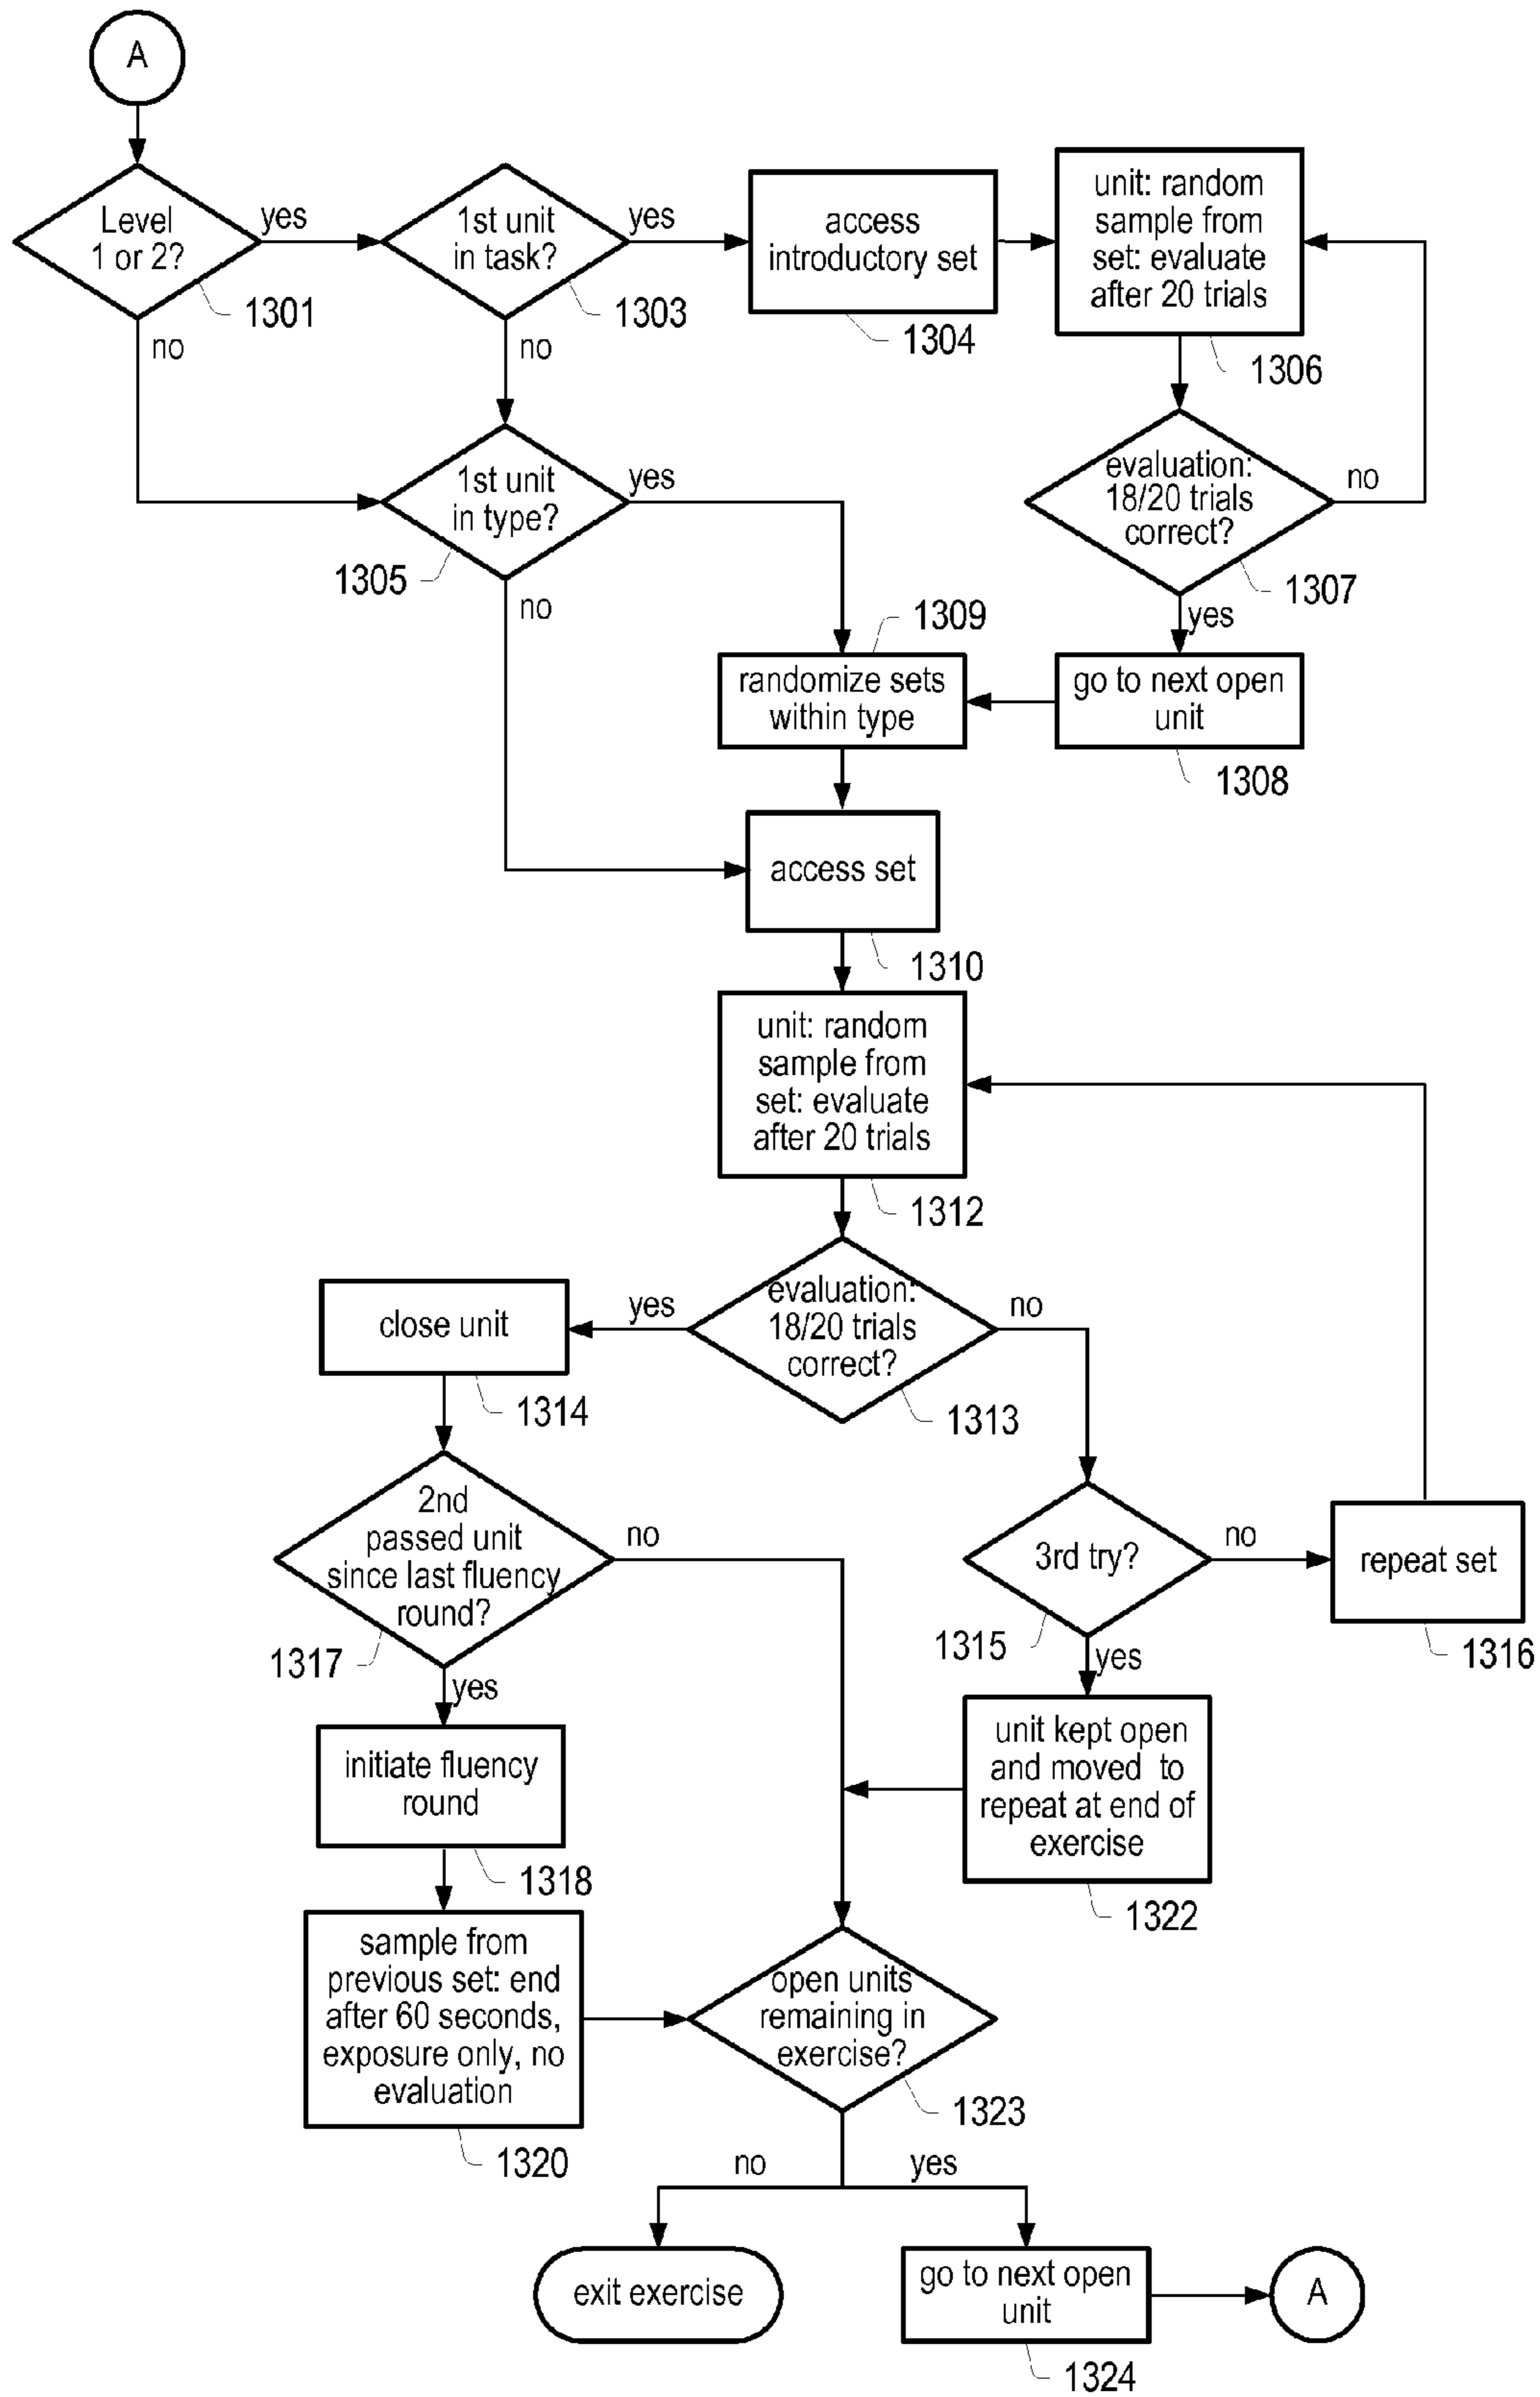 A
Level
1 or 2?
yes
1301
no
1st unit
in task?
yes
1303
no
access
introductory set
1304
unit: random
sample from
set: evaluate
after 20 trials
1306
evaluation:
18/20 trials
correct?
no
1307
yes
1st unit
in type?
yes
1305
no
1309
randomize sets
within type
go to next open
unit
1308
access set
1310
unit: random
sample from
set: evaluate
after 20 trials
1312
evaluation:
18/20 trials
correct?
yes
no
1313
close unit
1314
2nd
passed unit
since last fluency
round?
no
1317
yes
3rd try?
no
1315
yes
repeat set
1316
initiate fluency
round
1318
unit kept open
and moved to
repeat at end of
exercise
1322
sample from
previous set: end
after 60 seconds,
exposure only, no
evaluation
1320
open units
remaining in
exercise?
1323
no
yes
exit exercise
go to next open
unit
1324
A